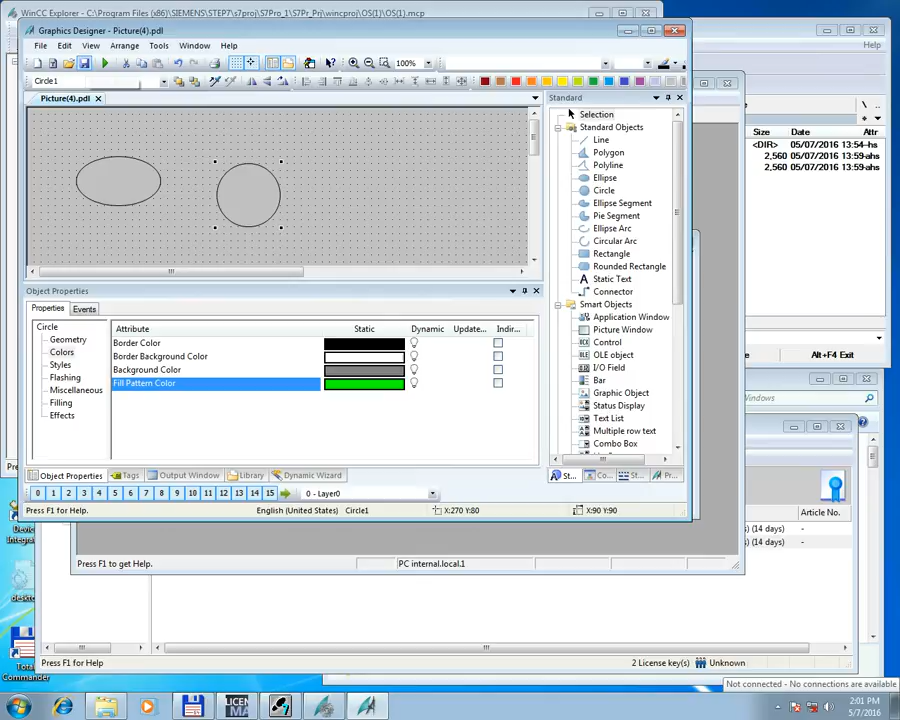 WinCC Explorer - C:\Program Files (x86)\SIEMENS\STEP7\s7proj\S7Pro_1\S7Pr_Prj\wincproj\OS(1)\OS(1).mcp
Graphics Designer - Picture(4).pdl
File Edit View Arrange Tools Window Help
Help
100%
Circle1
Picture(4).pdl
Standard
Selection
Standard Objects
Line
Polygon
Polyline
Ellipse
Circle
Ellipse Segment
Pie Segment
Ellipse Arc
Circular Arc
Rectangle
Rounded Rectangle
A Static Text
Connector
Smart Objects
Application Window
Picture Window
Control
OLE object
I/O Field
Bar
Graphic Object
Status Display
Text List
Multiple row text
Combo Box
St... Co... St... Pr...
Size Date Attr
<DIR> 05/07/2016 13:54 --hs
2,560 05/07/2016 13:59 -ahs
2,560 05/07/2016 13:59 -ahs
Alt+F4 Exit
Object Properties
Properties Events
Circle
Geometry
Colors
Styles
Flashing
Miscellaneous
Filling
Effects
Attribute Static Dynamic Update... Indir...
Border Color
Border Background Color
Background Color
Fill Pattern Color
Object Properties Tags Output Window Library Dynamic Wizard
0 1 2 3 4 5 6 7 8 9 10 11 12 13 14 15 0 - Layer0
Press F1 for Help. English (United States) Circle1 X:270 Y:80 X:90 Y:90
Windows
Article No.
) (14 days) -
) (14 days) -
Press F1 to get Help. PC internal.local.1
Press F1 for Help 2 License key(s) Unknown
Total
Commander
Not connected - No connections are available
2:01 PM
5/7/2016